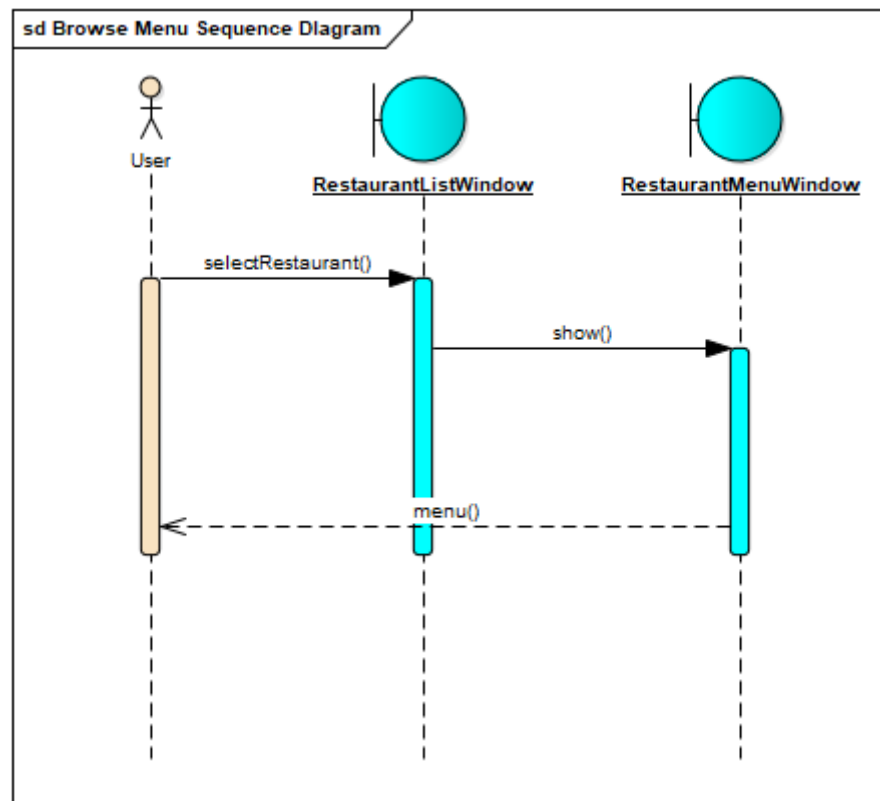 sd Browse Menu Sequence DIagram
User
RestaurantListWindow
RestaurantMenuWindow
selectRestaurant()
show()
menu()